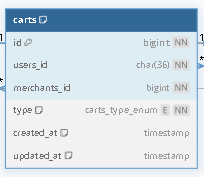 carts
1 id bigint NN 1
users_id char(36) NN *
* merchants_id bigint NN
type carts_type_enum E NN
created_at timestamp
updated_at timestamp